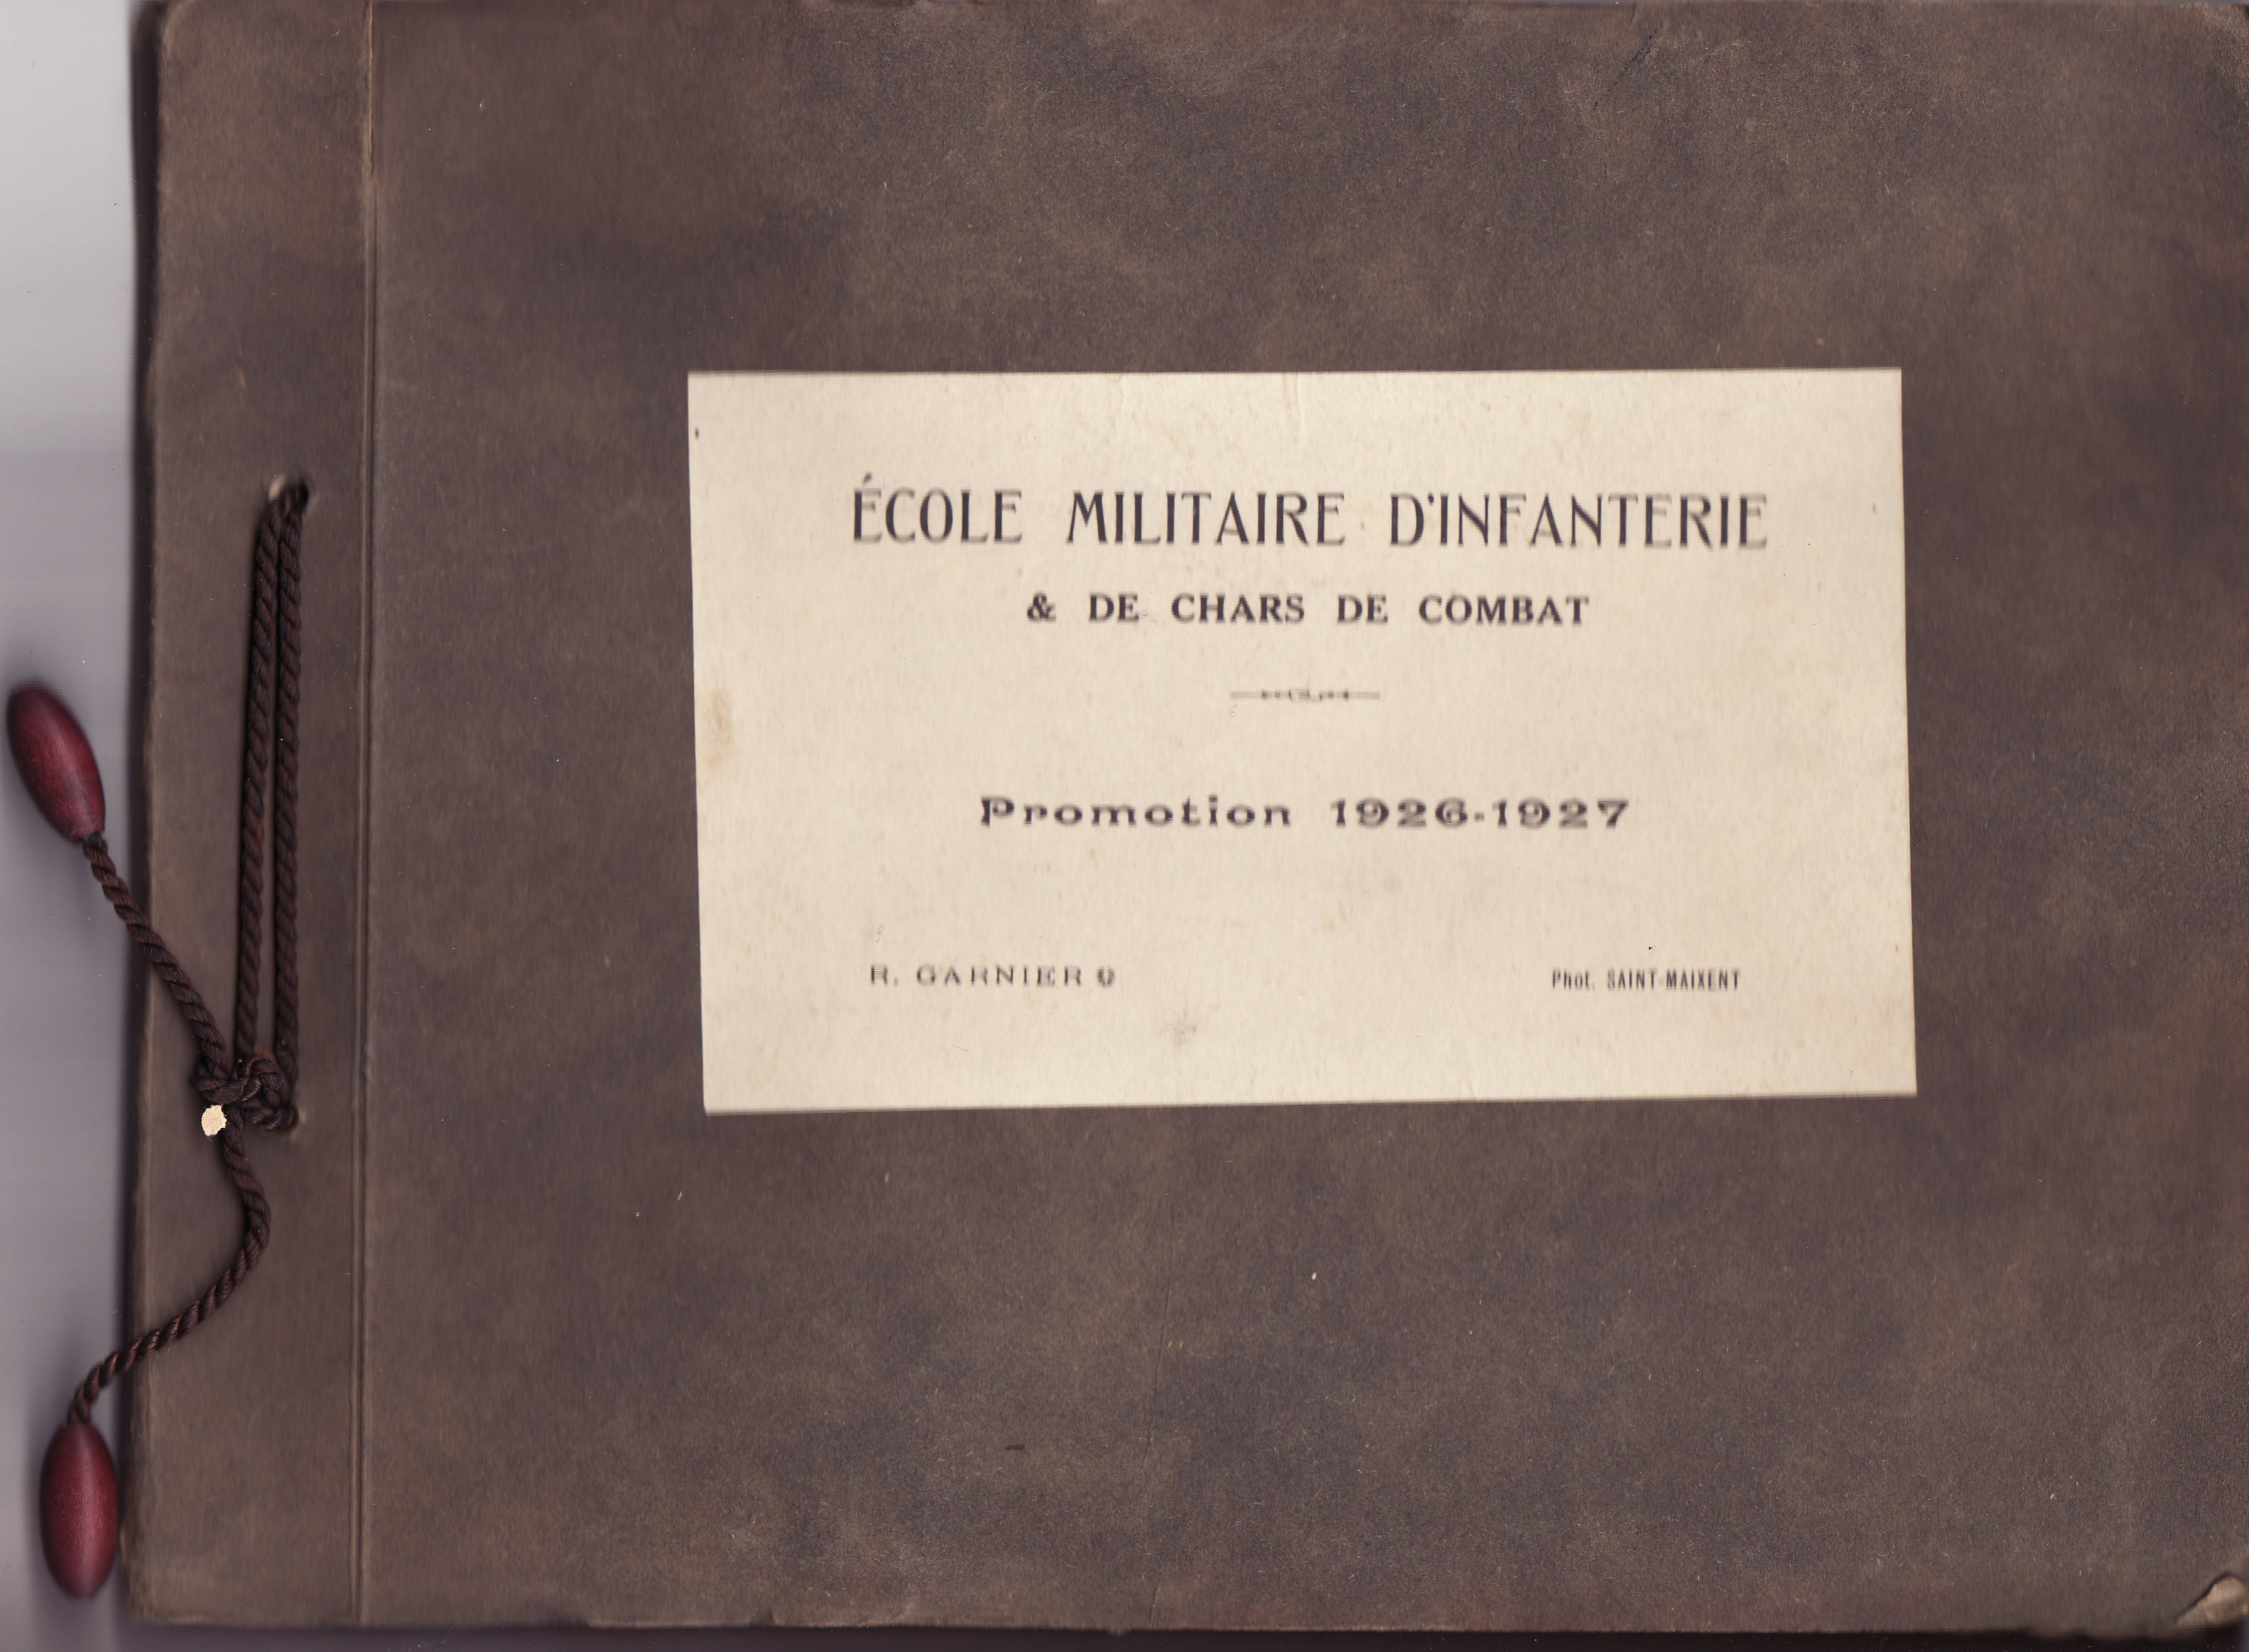 ÉCOLE MILITAIRE D'INFANTERIE
& DE CHARS DE COMBAT
Promotion 1926-1927
R. GARNIER Phot. SAINT-MAIXENT